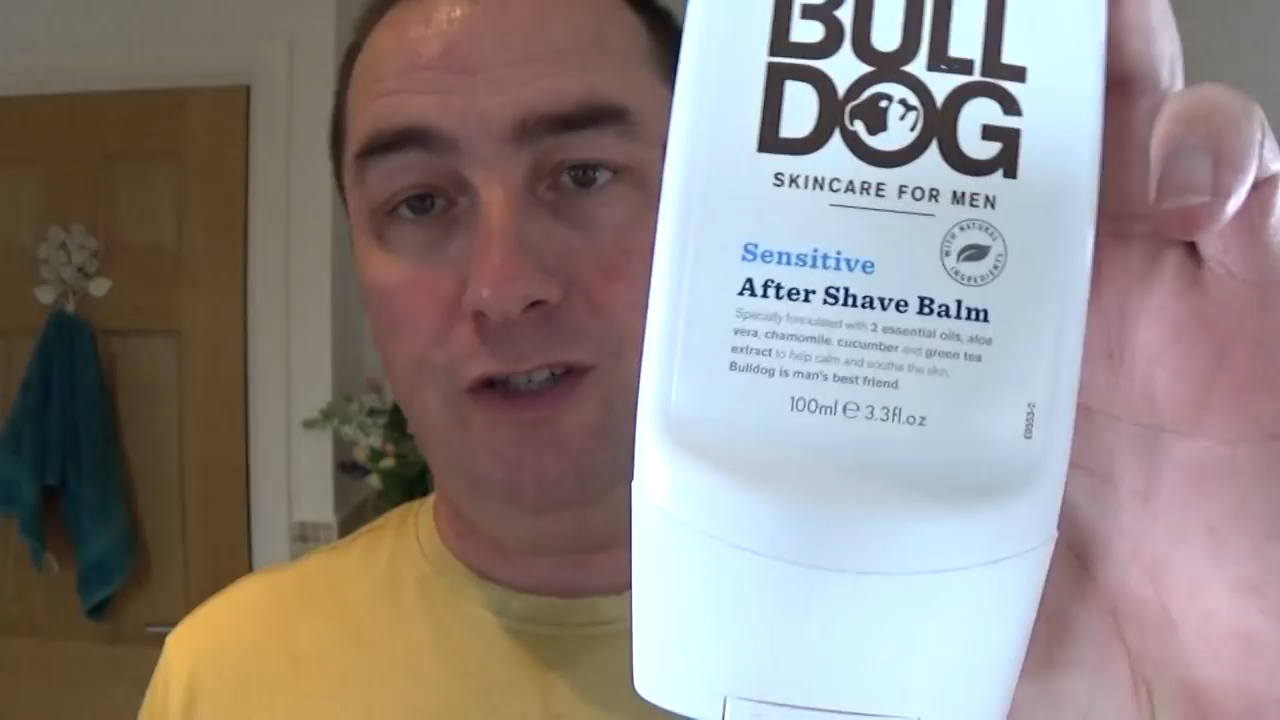 BULL
DOG
SKINCARE FOR MEN
WITH NATURAL INGREDIENTS
Sensitive
After Shave Balm
Specially formulated with 2 essential oils, aloe
vera, chamomile, cucumber and green tea
extract to help calm and soothe the skin.
Bulldog is man's best friend.
100ml ℮ 3.3fl.oz